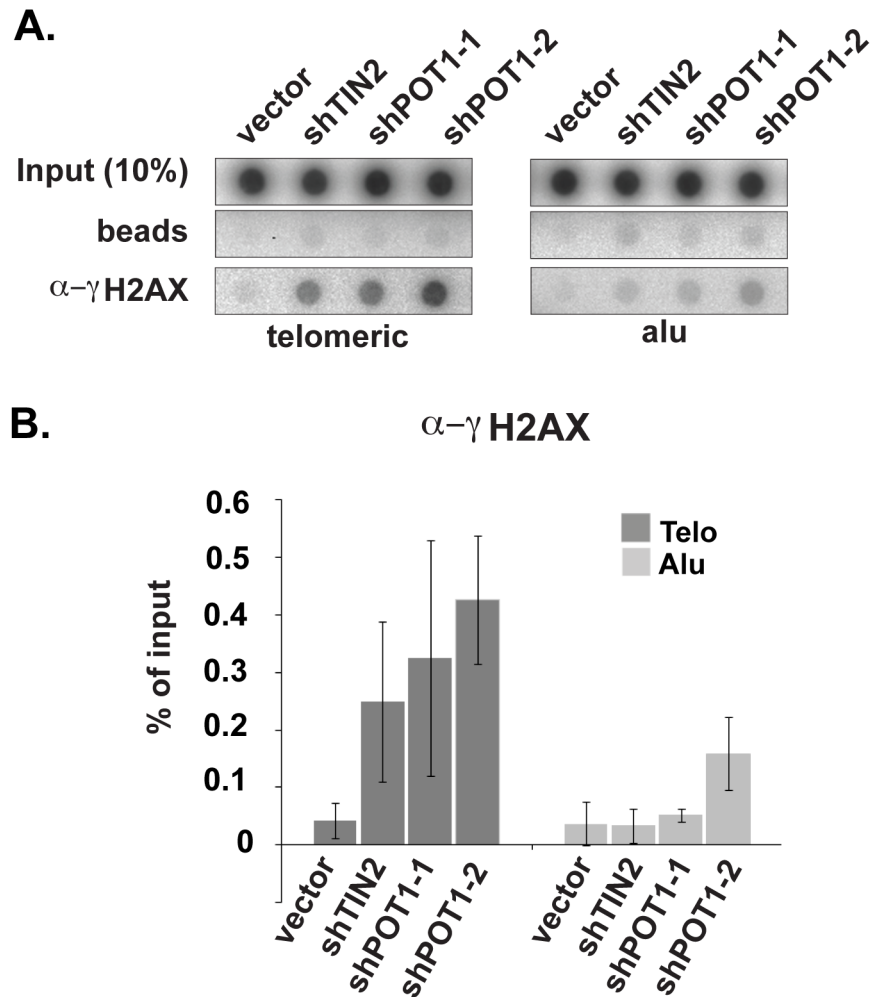 A.
vector shTIN2 shPOT1-1 shPOT1-2 vector shTIN2 shPOT1-1 shPOT1-2
Input (10%)
beads
α−γ H2AX
telomeric alu
B.
α−γ H2AX
% of input
0.6
0.5
0.4
0.3
0.2
0.1
0
Telo
Alu
vector shTIN2 shPOT1-1 shPOT1-2 vector shTIN2 shPOT1-1 shPOT1-2